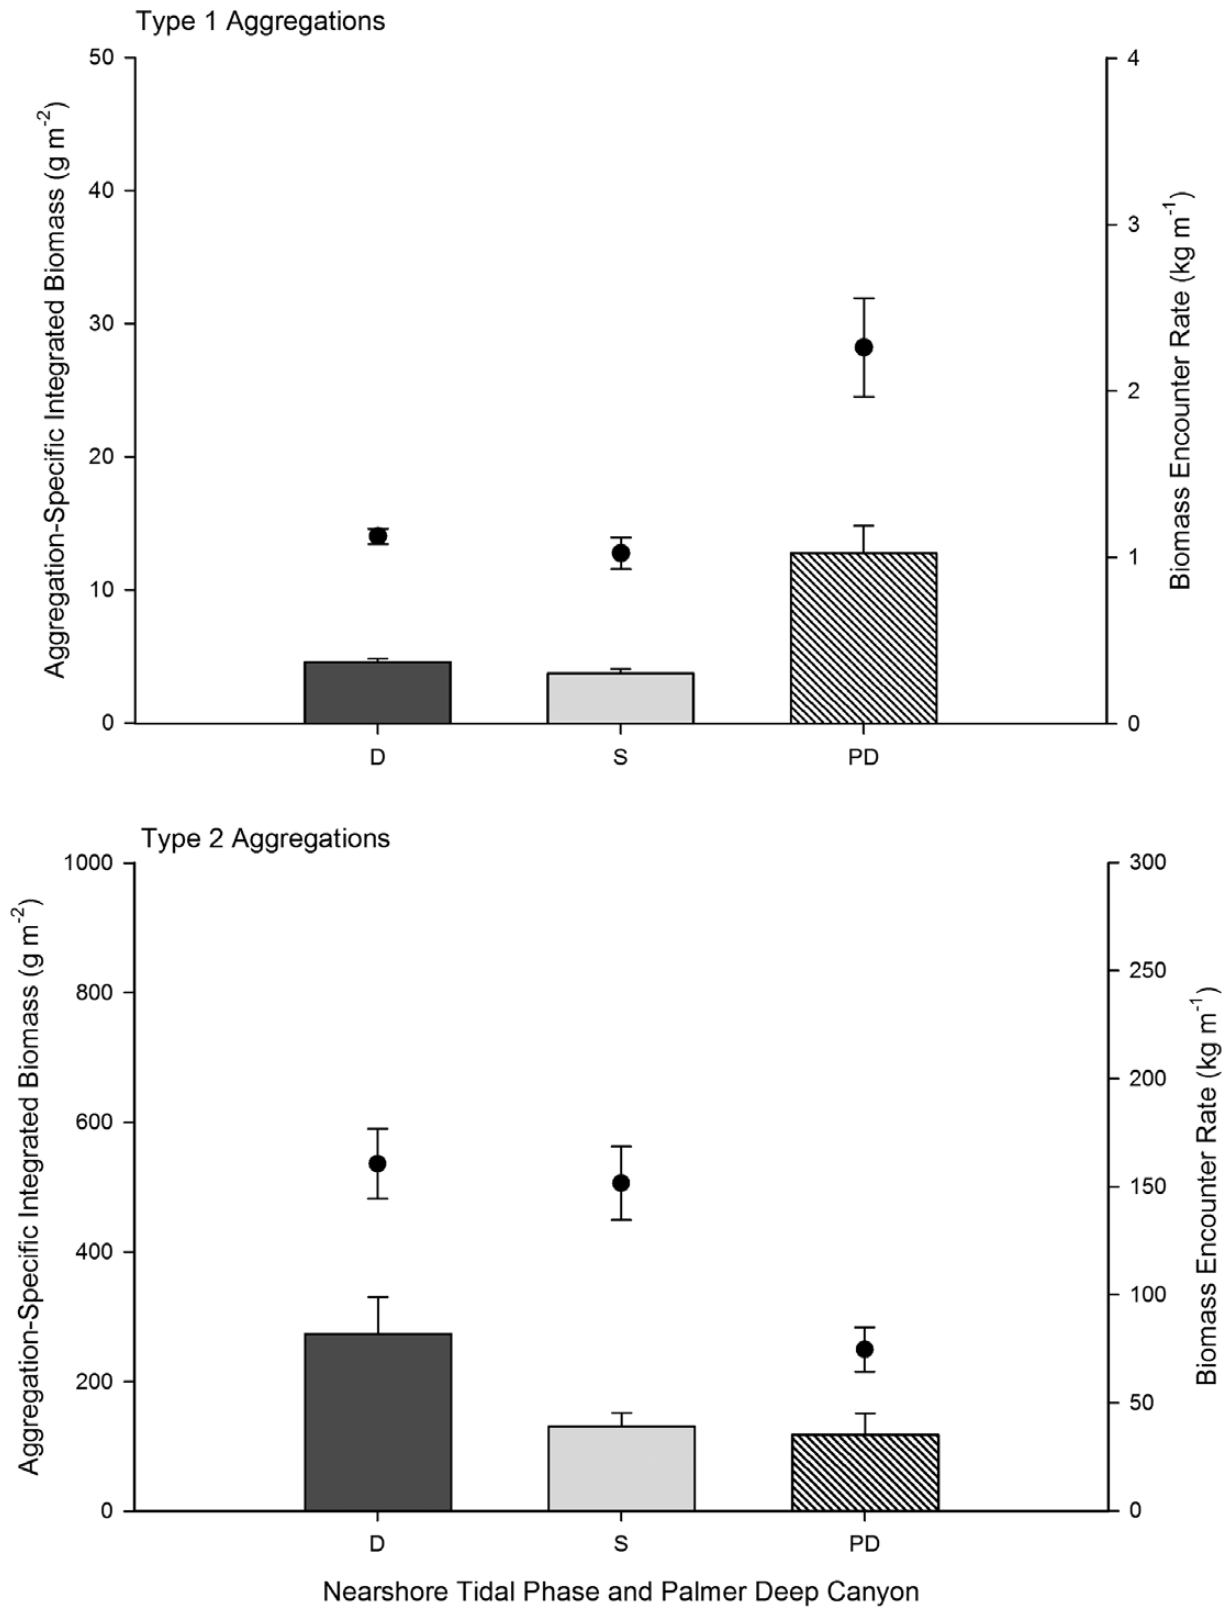 Type 1 Aggregations
Aggregation-Specific Integrated Biomass (g m-2)
50
40
30
20
10
0
4
3
2
1
0
Biomass Encounter Rate (kg m-1)
D S PD
Type 2 Aggregations
Aggregation-Specific Integrated Biomass (g m-2)
1000
800
600
400
200
0
300
250
200
150
100
50
0
Biomass Encounter Rate (kg m-1)
D S PD
Nearshore Tidal Phase and Palmer Deep Canyon